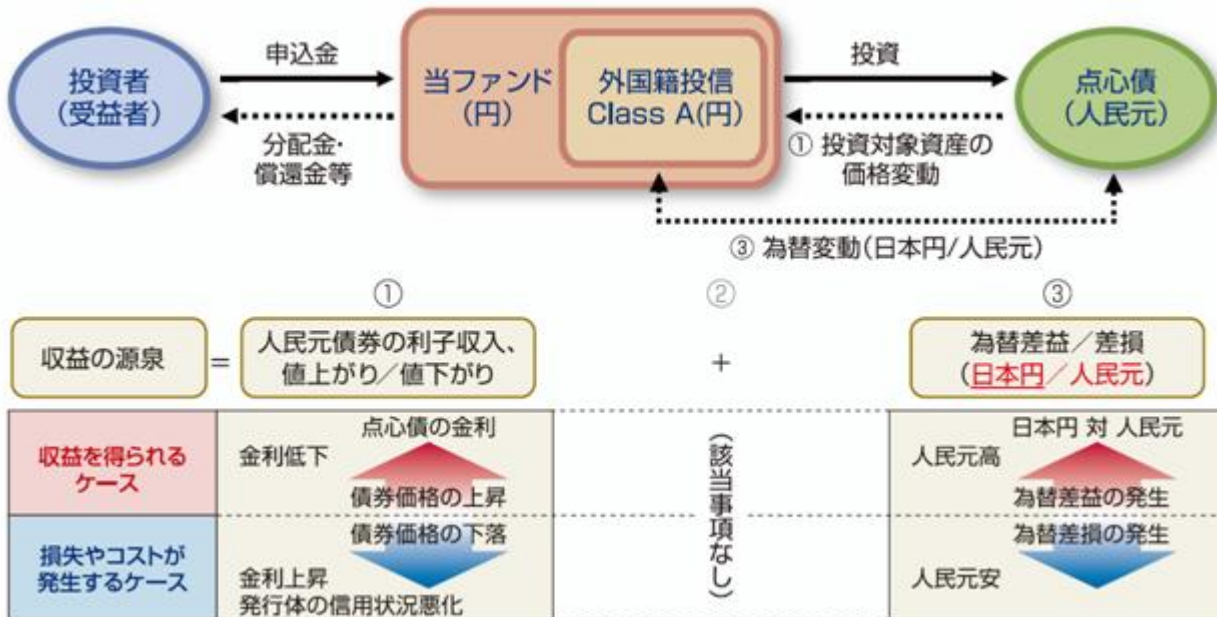 申込金
投資
投資者
(受益者)
当ファンド
(円)
外国籍投信
Class A(円)
点心債
(人民元)
分配金・
償還金等
① 投資対象資産の
価格変動
③ 為替変動(日本円/人民元)
① ② ③
収益の源泉
=
人民元債券の利子収入、
値上がり/値下がり
+
為替差益/差損
(日本円/人民元)
収益を得られる
ケース
点心債の金利
金利低下
債券価格の上昇
(該当事項なし)
日本円 対 人民元
人民元高
為替差益の発生
損失やコストが
発生するケース
債券価格の下落
金利上昇
発行体の信用状況悪化
為替差損の発生
人民元安